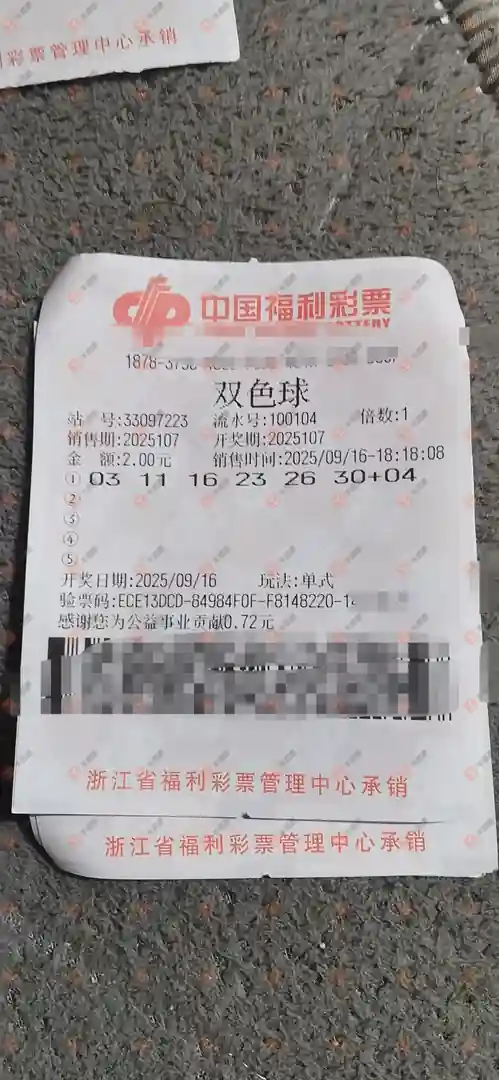 彩票管理中心承销
中国福利彩票
双色球
站 号:33097223 流水号:100104 倍数:1
销售期:2025107 开奖期:2025107
金 额:2.00元 销售时间:2025/09/16-18:18:08
① 03 11 16 23 26 30+04
②
③
④
⑤
开奖日期:2025/09/16 玩法:单式
验票码:ECE13DCD-84984F0F-F8148220-1
感谢您为公益事业贡献0.72元
浙江省福利彩票管理中心承销
浙江省福利彩票管理中心承销